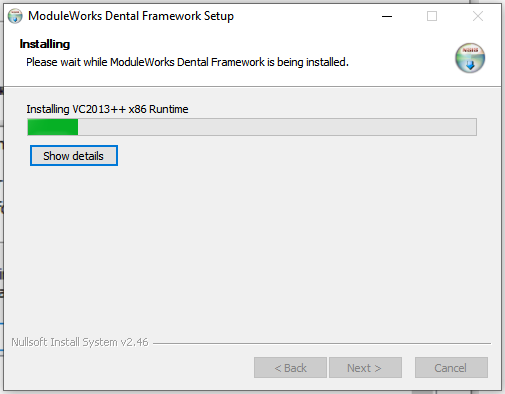 ModuleWorks Dental Framework Setup
Installing
Please wait while ModuleWorks Dental Framework is being installed.
Installing VC2013++ x86 Runtime
Show details
Nullsoft Install System v2.46
< Back
Next >
Cancel